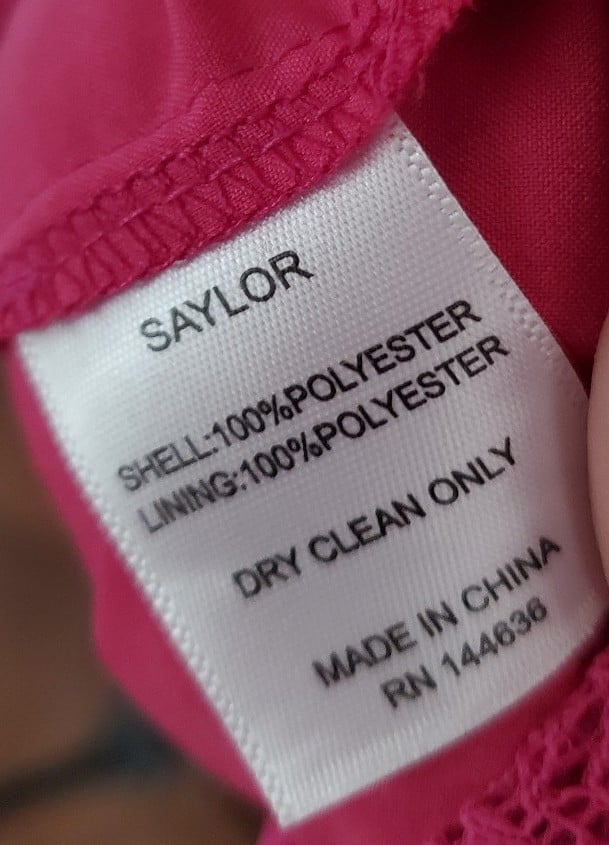 SAYLOR
SHELL:100%POLYESTER
LINING:100%POLYESTER
DRY CLEAN ONLY
MADE IN CHINA
RN 144636